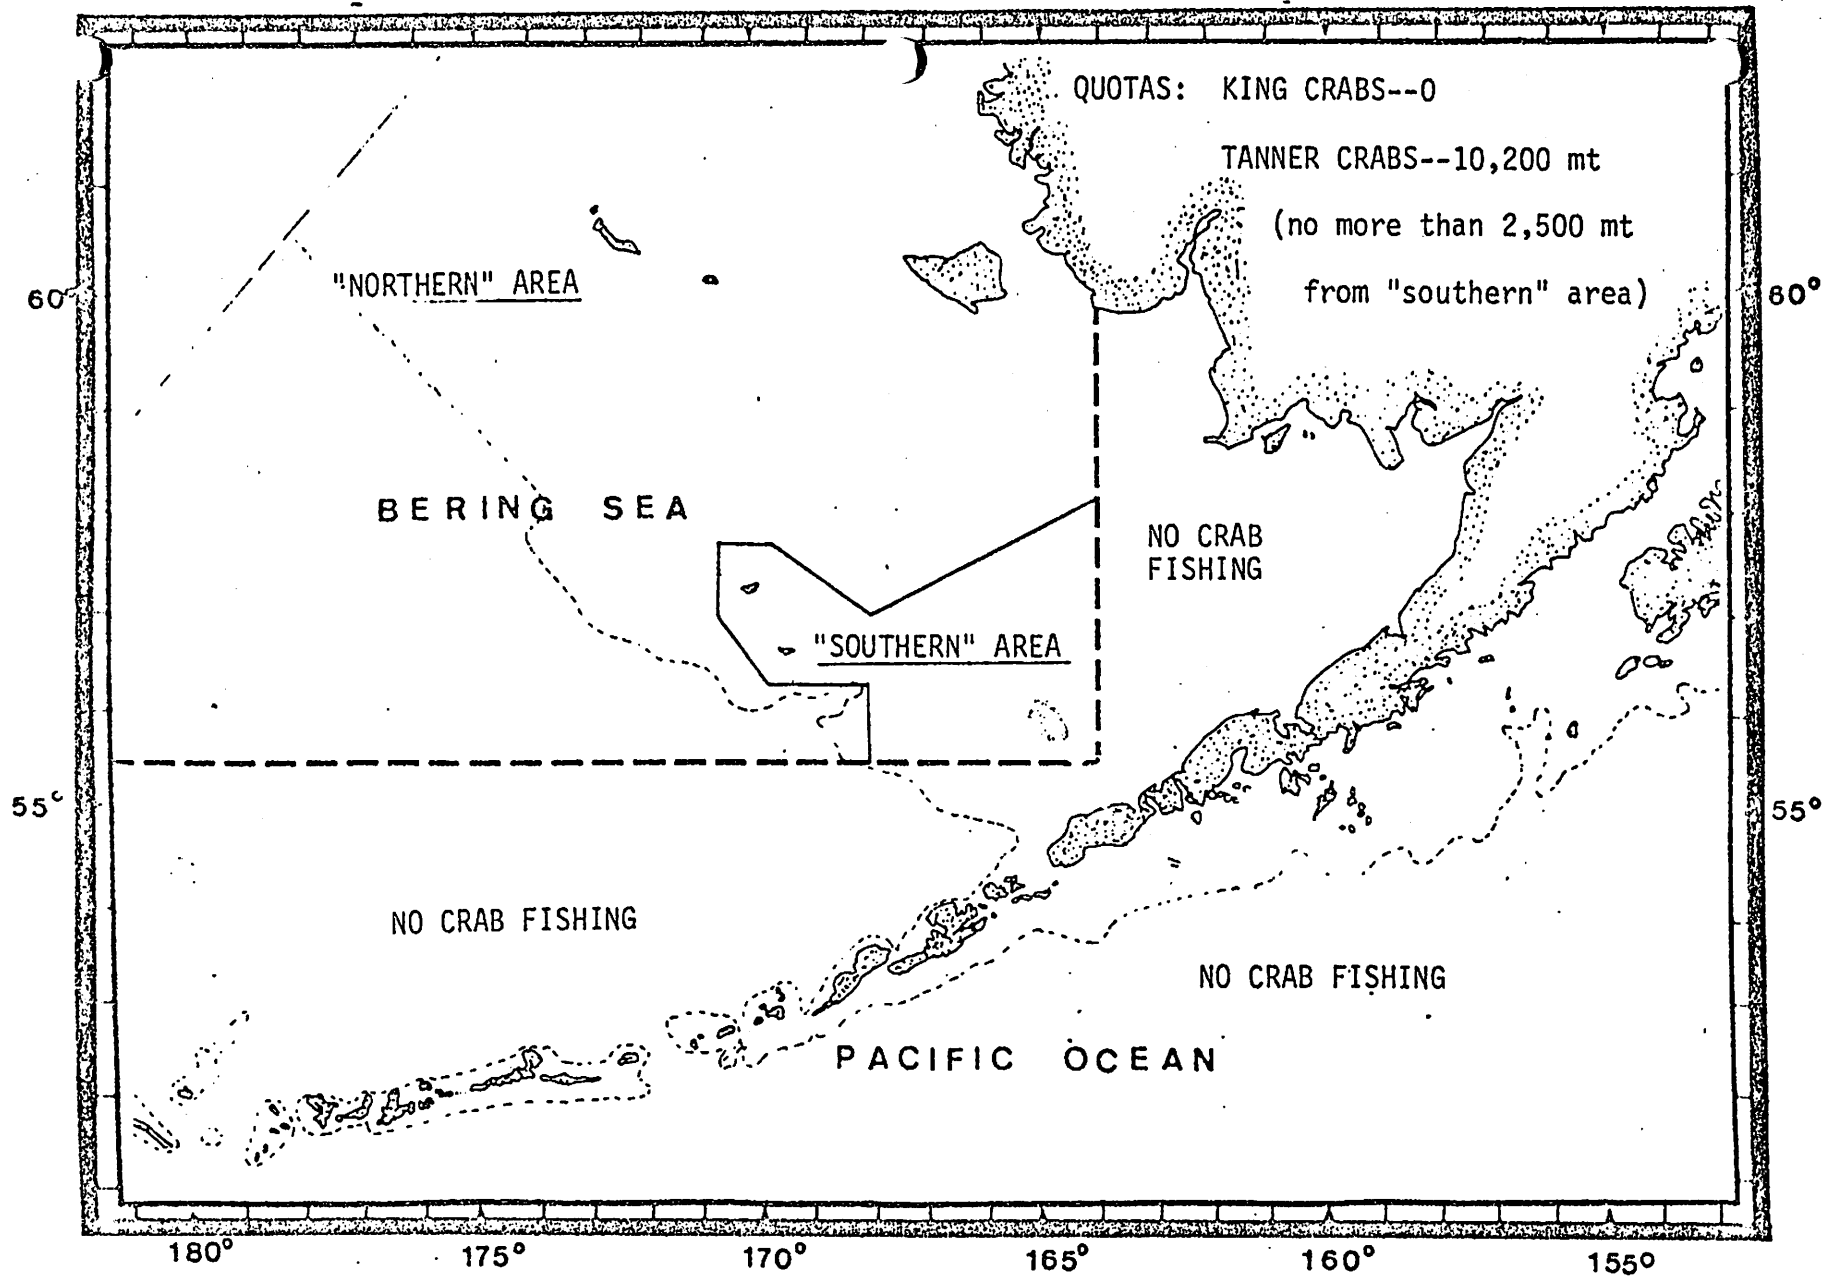 QUOTAS: KING CRABS--0
TANNER CRABS--10,200 mt
(no more than 2,500 mt
from "southern" area)
"NORTHERN" AREA
60°
60°
BERING SEA
NO CRAB
FISHING
"SOUTHERN" AREA
55°
55°
NO CRAB FISHING
NO CRAB FISHING
PACIFIC OCEAN
180° 175° 170° 165° 160° 155°